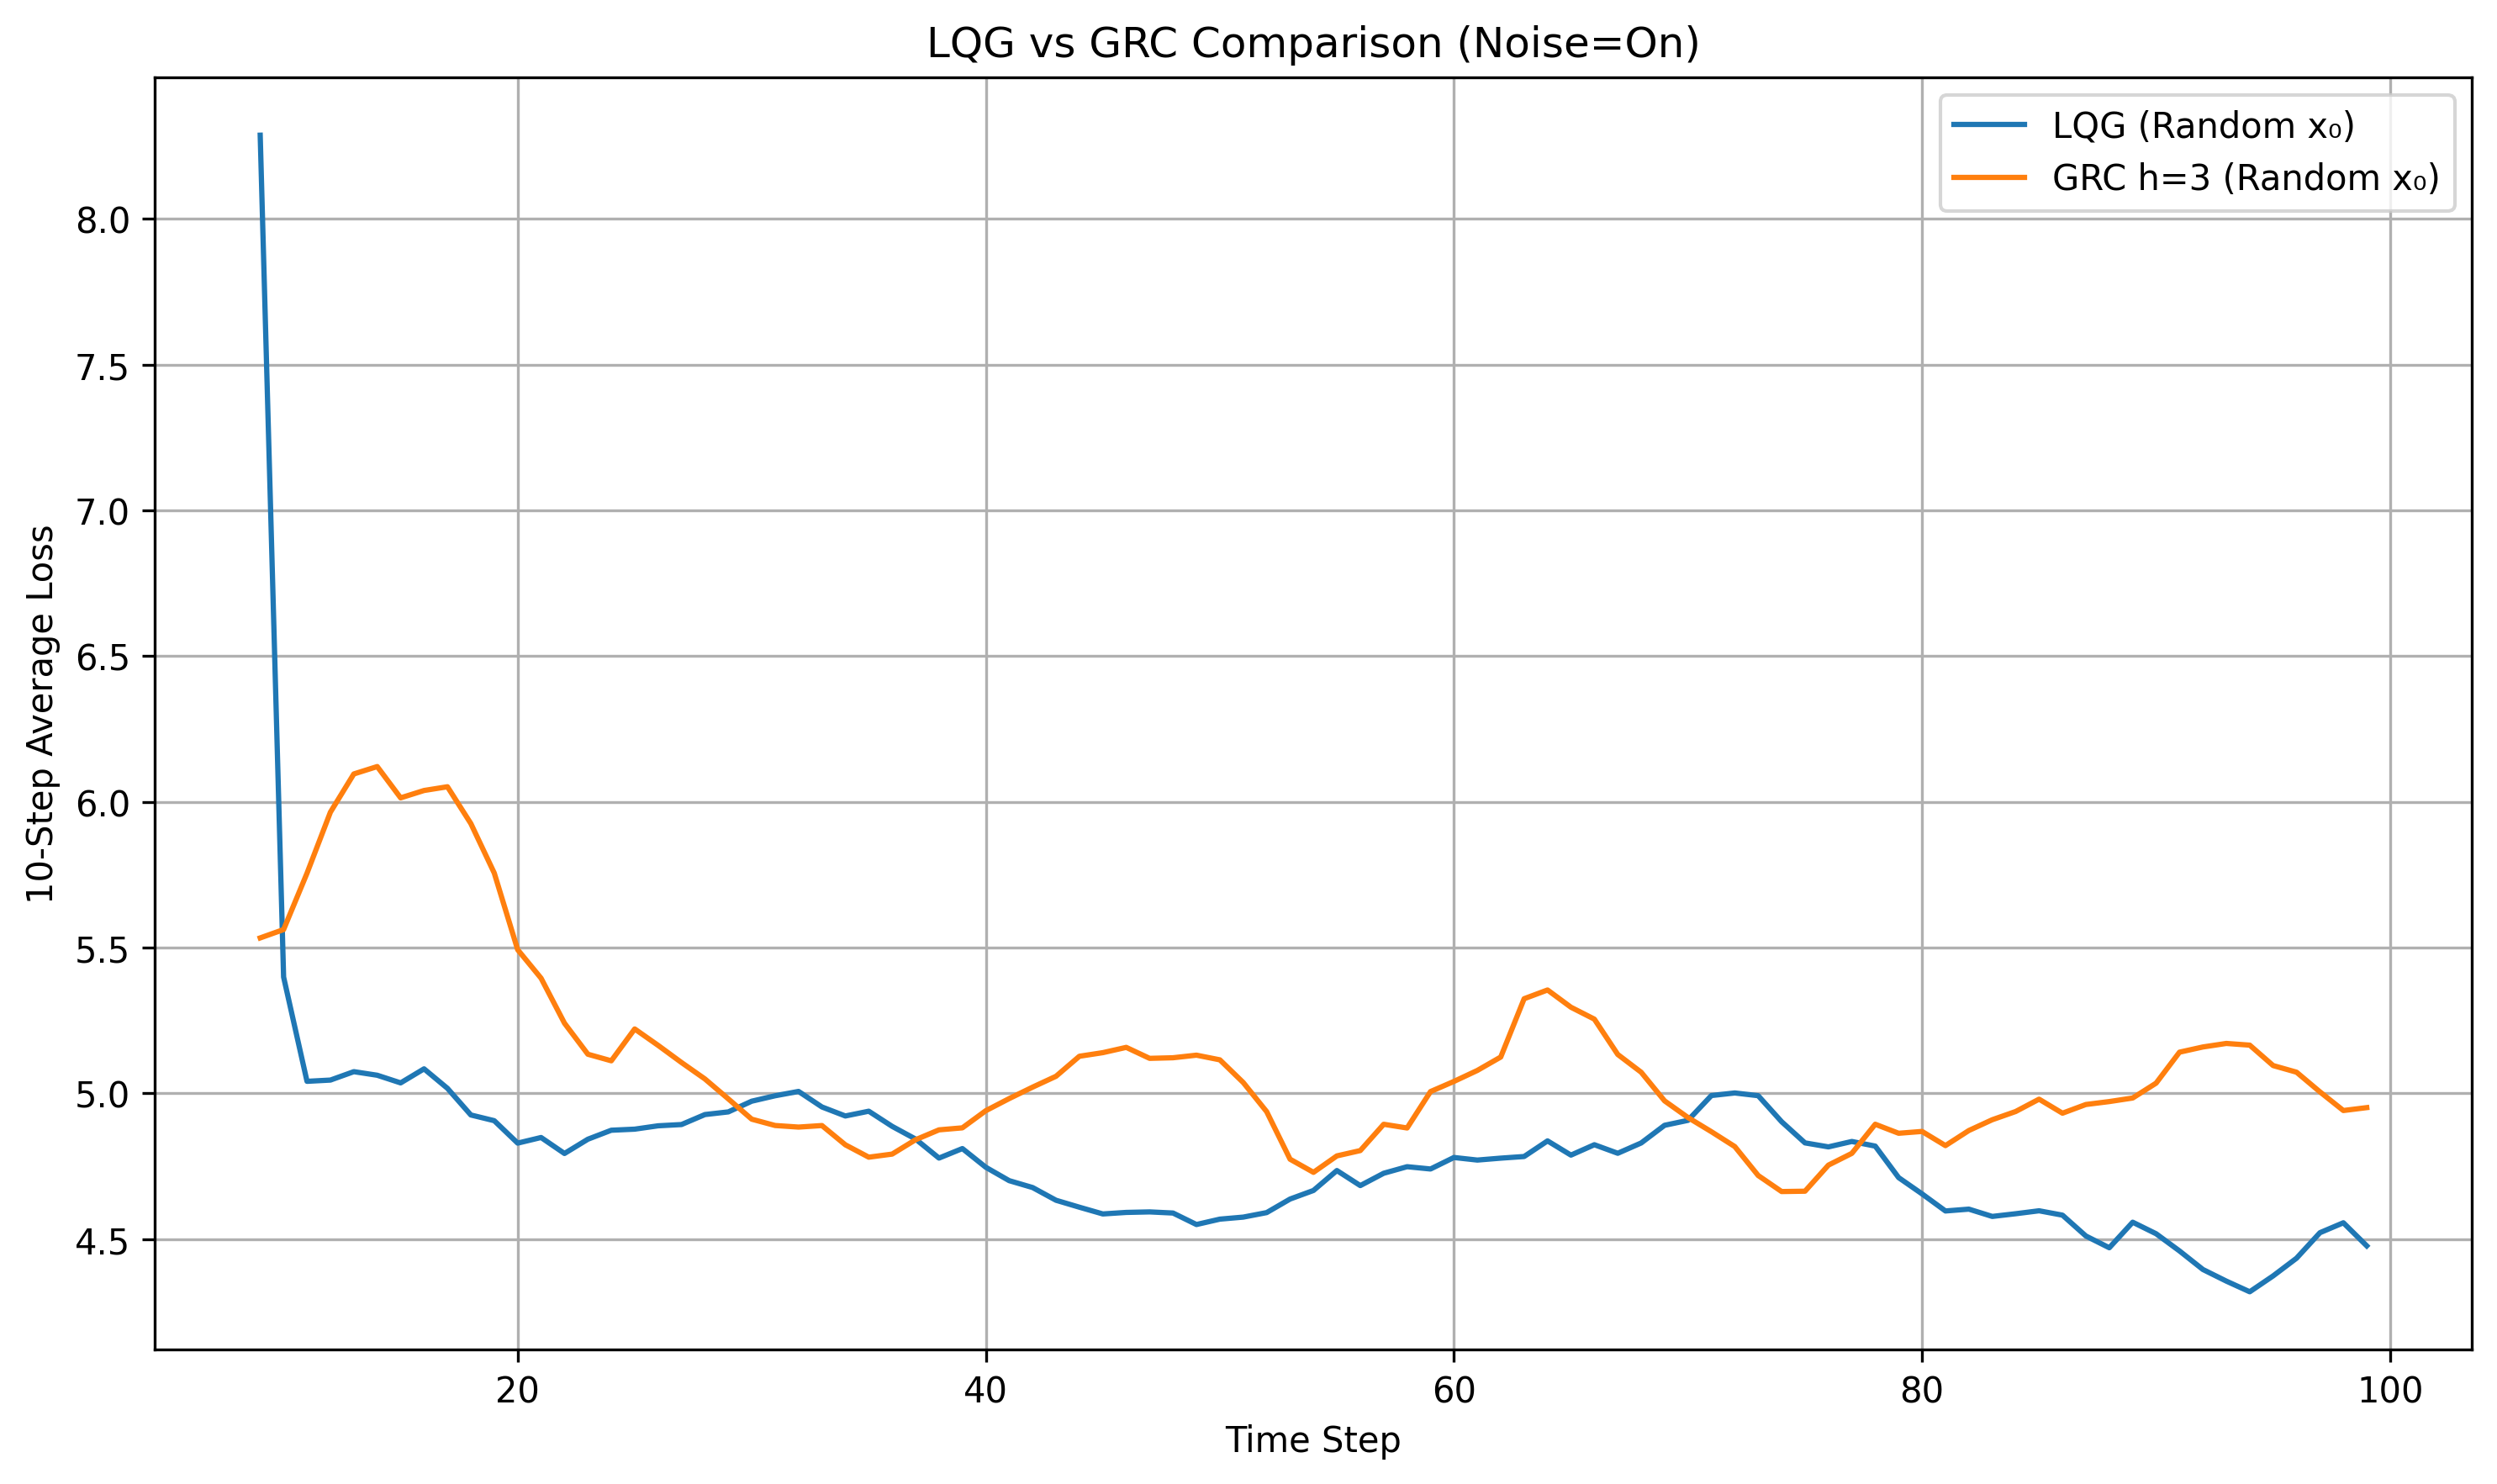 LQG vs GRC Comparison (Noise=On)
LQG (Random x₀)
GRC h=3 (Random x₀)
10-Step Average Loss
8.0
7.5
7.0
6.5
6.0
5.5
5.0
4.5
20 40 60 80 100
Time Step